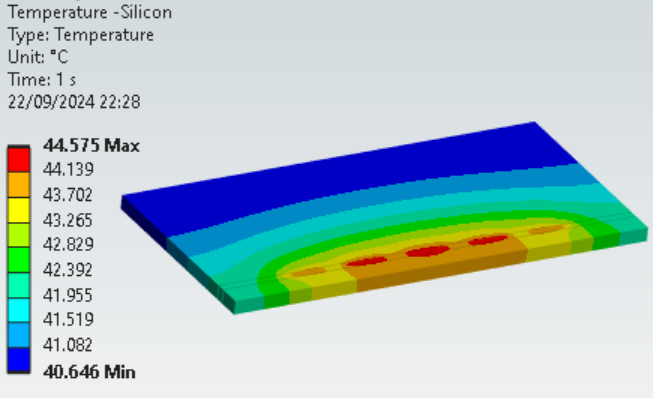 Temperature -Silicon
Type: Temperature
Unit: °C
Time: 1 s
22/09/2024 22:28
44.575 Max
44.139
43.702
43.265
42.829
42.392
41.955
41.519
41.082
40.646 Min